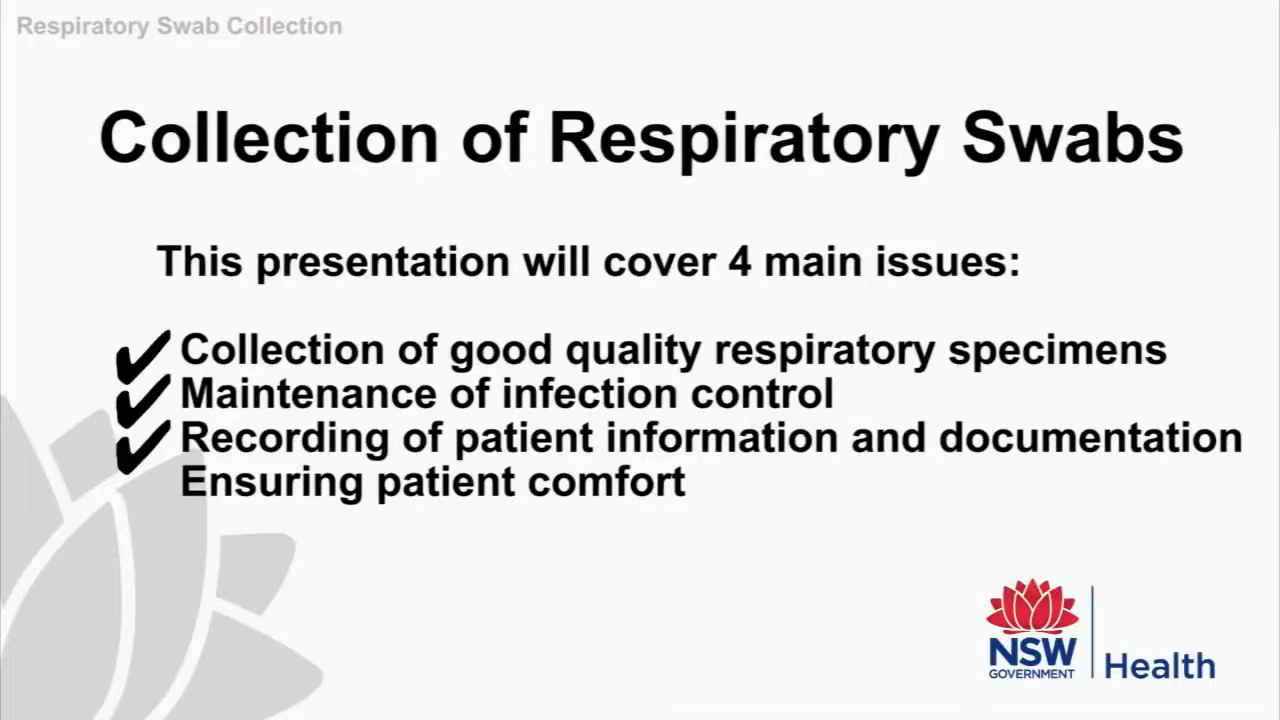 Respiratory Swab Collection
Collection of Respiratory Swabs
This presentation will cover 4 main issues:
✔ Collection of good quality respiratory specimens
✔ Maintenance of infection control
✔ Recording of patient information and documentation
Ensuring patient comfort
NSW
GOVERNMENT
Health